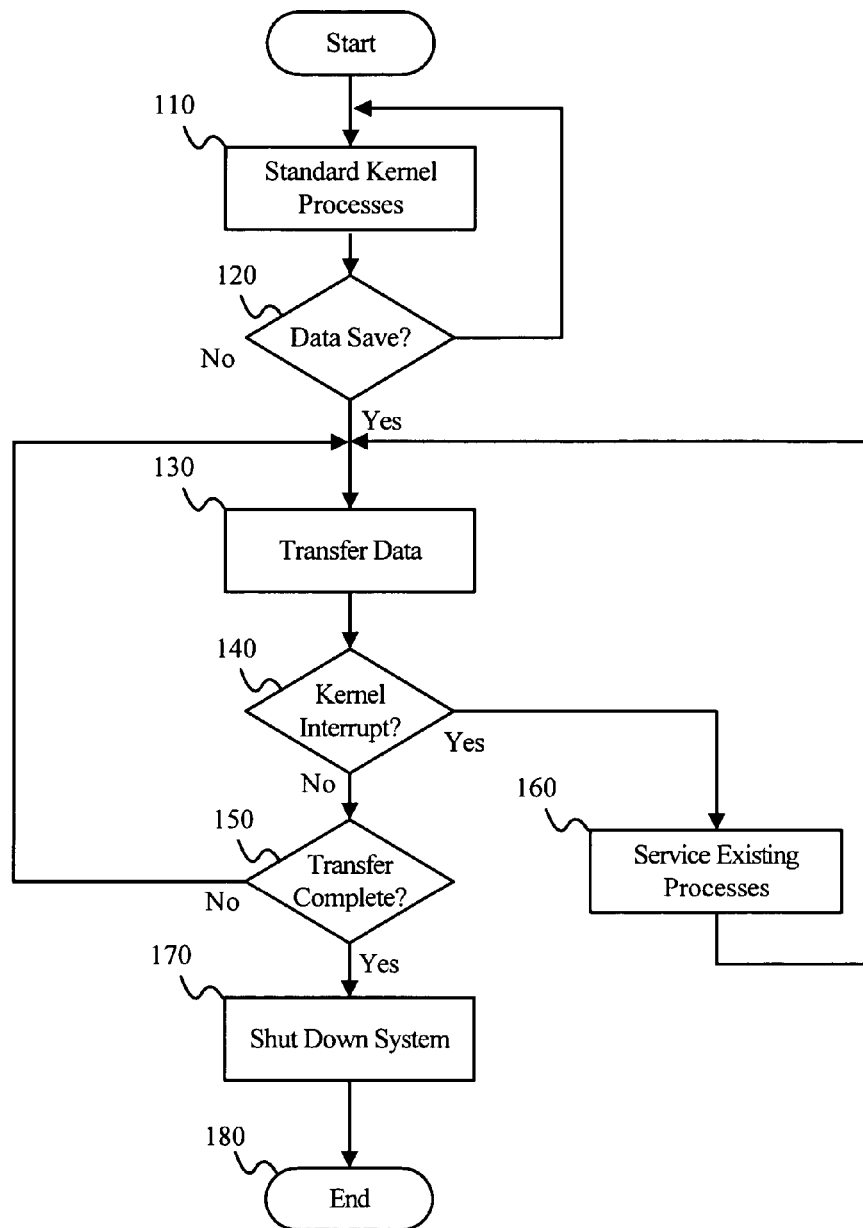 Start
110
Standard Kernel
Processes
120
Data Save?
No
Yes
130
Transfer Data
140
Kernel
Interrupt?
Yes
No
150
Transfer
Complete?
No
Yes
160
Service Existing
Processes
170
Shut Down System
180
End